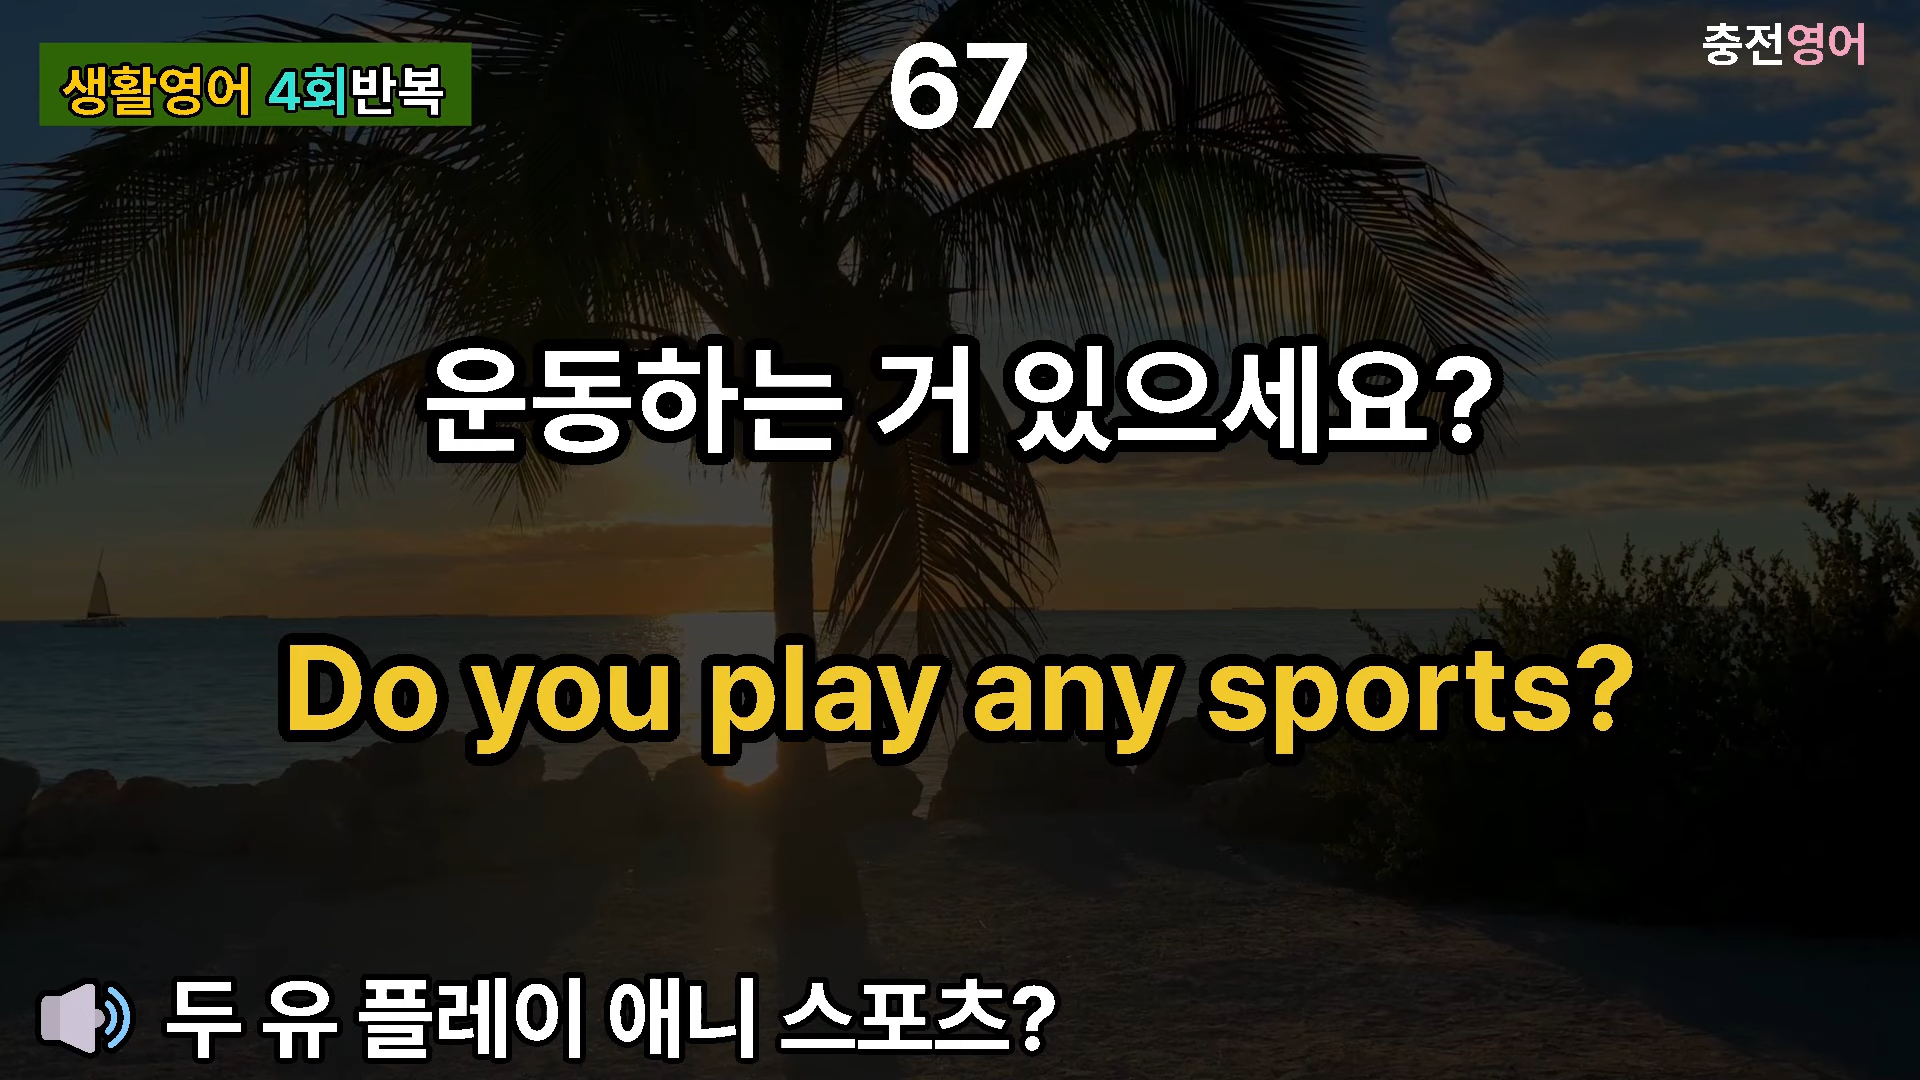 생활영어 4회반복
67
충전영어
운동하는 거 있으세요?
Do you play any sports?
두 유 플레이 애니 스포츠?